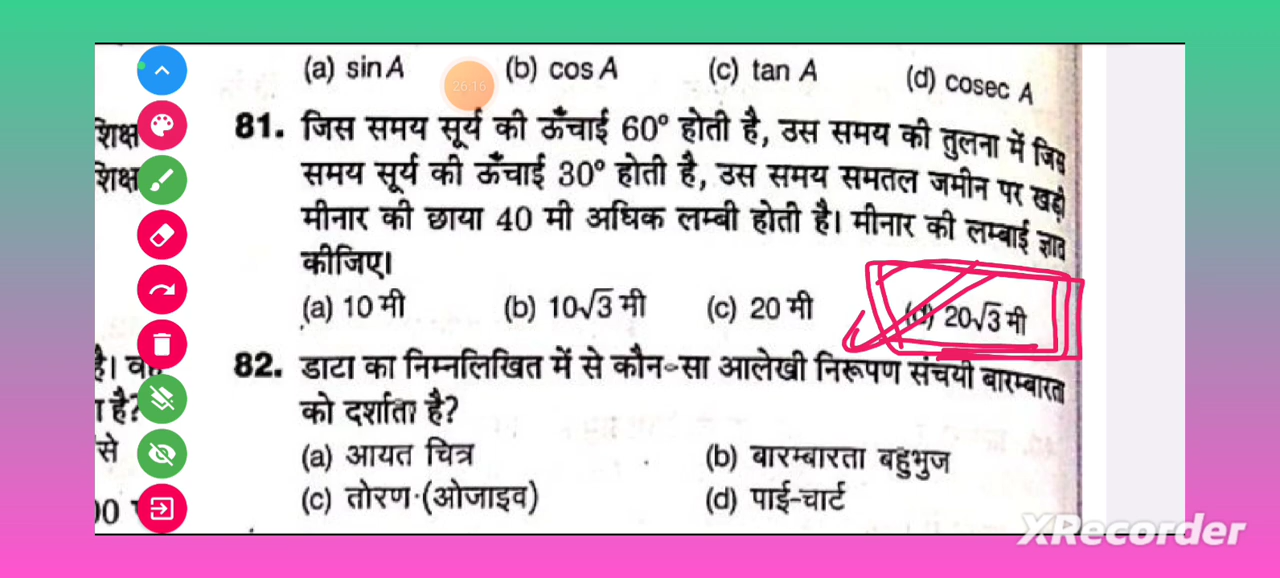 (a) sin A (b) cos A (c) tan A (d) cosec A
26:16
शिक्ष
81. जिस समय सूर्य की ऊँचाई 60° होती है, उस समय की तुलना में जिस
शिक्ष
समय सूर्य की ऊँचाई 30° होती है, उस समय समतल जमीन पर खड़ी
मीनार की छाया 40 मी अधिक लम्बी होती है। मीनार की लम्बाई ज्ञात
कीजिए।
(a) 10 मी (b) 10√3 मी (c) 20 मी (d) 20√3 मी
है।
82. डाटा का निम्नलिखित में से कौन-सा आलेखी निरूपण संचयी बारम्बारता
है?
को दर्शाता है?
से
(a) आयत चित्र (b) बारम्बारता बहुभुज
(c) तोरण (ओजाइव) (d) पाई-चार्ट
XRecorder